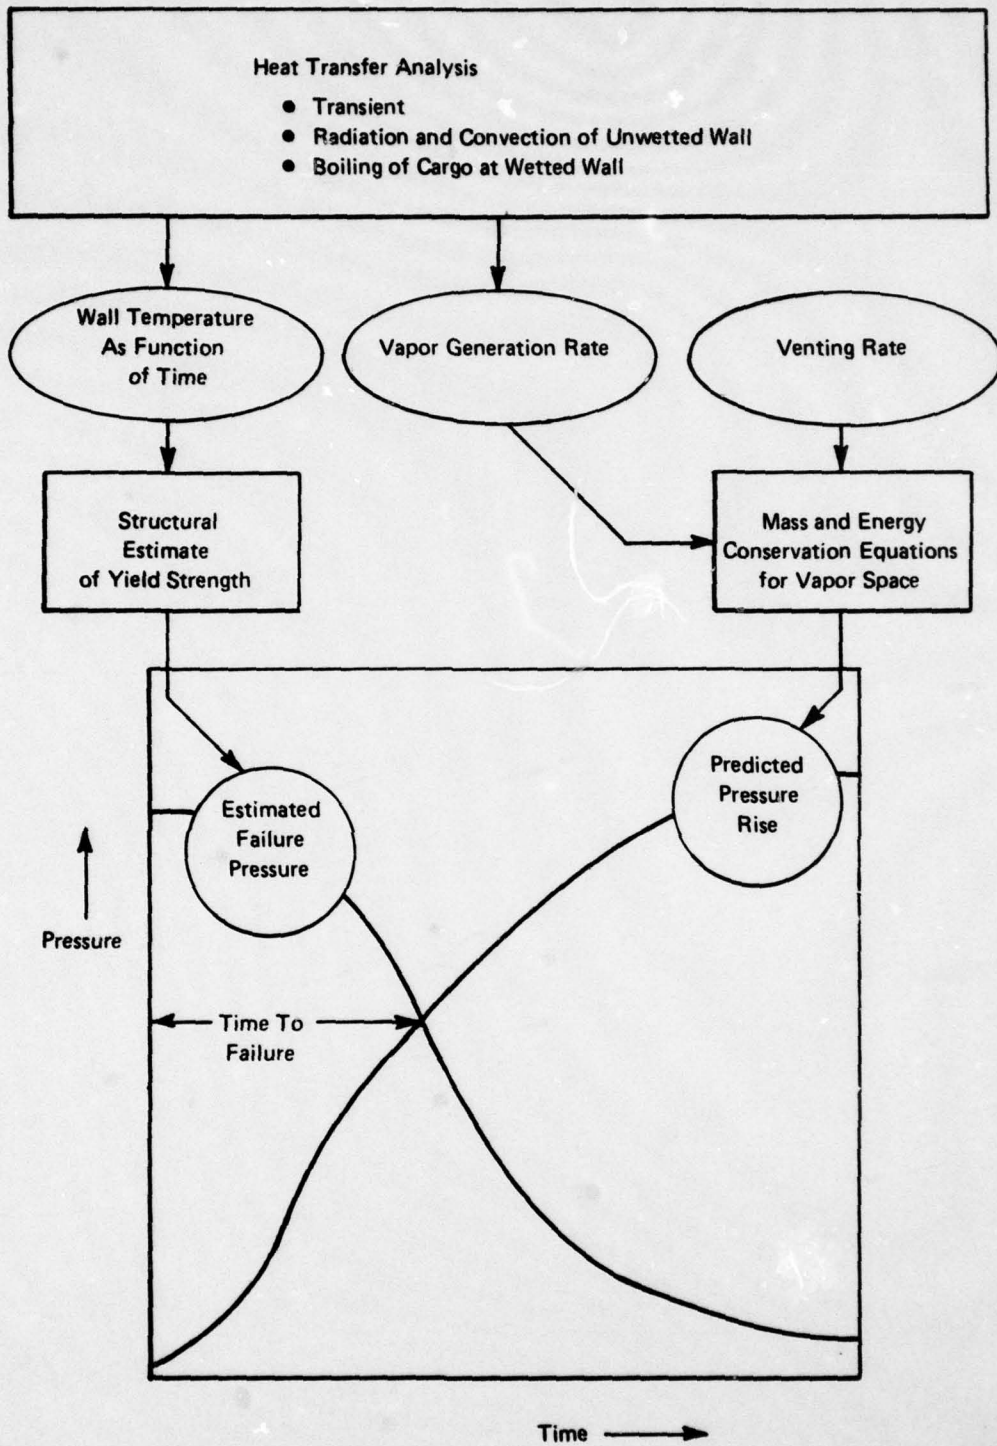 Heat Transfer Analysis
● Transient
● Radiation and Convection of Unwetted Wall
● Boiling of Cargo at Wetted Wall
Wall Temperature
As Function
of Time
Vapor Generation Rate
Venting Rate
Structural
Estimate
of Yield Strength
Mass and Energy
Conservation Equations
for Vapor Space
Estimated
Failure
Pressure
Predicted
Pressure
Rise
Pressure
Time To
Failure
Time